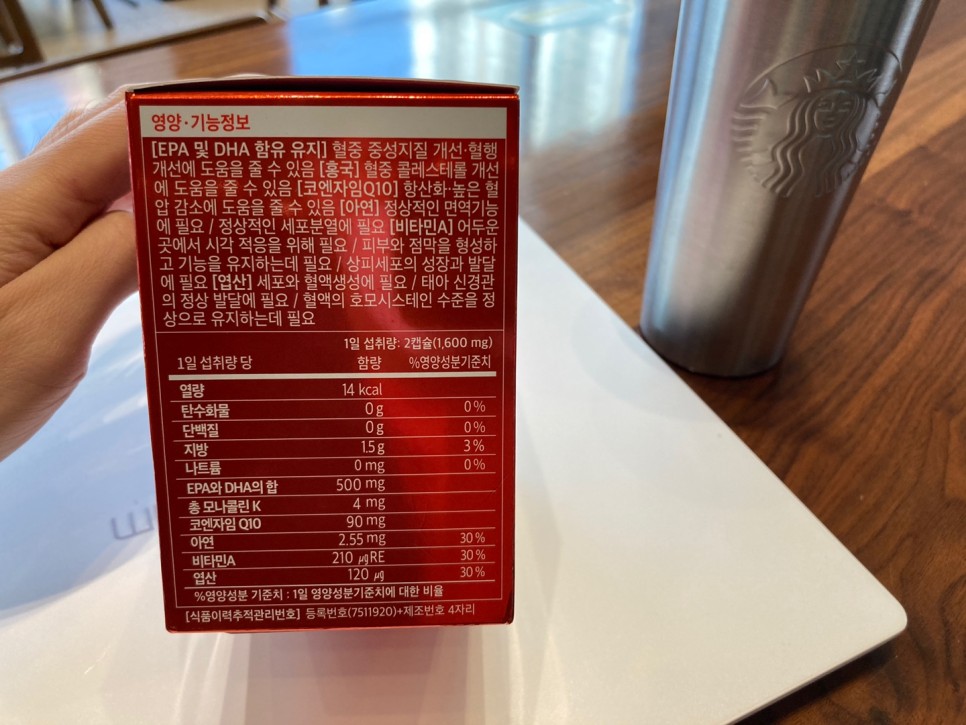 영양·기능정보
[EPA 및 DHA 함유 유지] 혈중 중성지질 개선·혈행
개선에 도움을 줄 수 있음 [홍국] 혈중 콜레스테롤 개선
에 도움을 줄 수 있음 [코엔자임Q10] 항산화·높은 혈
압 감소에 도움을 줄 수 있음 [아연] 정상적인 면역기능
에 필요 / 정상적인 세포분열에 필요 [비타민A] 어두운
곳에서 시각 적응을 위해 필요 / 피부와 점막을 형성하
고 기능을 유지하는데 필요 / 상피세포의 성장과 발달
에 필요 [엽산] 세포와 혈액생성에 필요 / 태아 신경관
의 정상 발달에 필요 / 혈액의 호모시스테인 수준을 정
상으로 유지하는데 필요
1일 섭취량: 2캡슐(1,600 mg)
1일 섭취량 당 함량 %영양성분기준치
열량 14 kcal
탄수화물 0 g 0 %
단백질 0 g 0 %
지방 1.5 g 3 %
나트륨 0 mg 0 %
EPA와 DHA의 합 500 mg
총 모나콜린 K 4 mg
코엔자임 Q10 90 mg
아연 2.55 mg 30 %
비타민A 210 ㎍RE 30 %
엽산 120 ㎍ 30 %
%영양성분 기준치 : 1일 영양성분기준치에 대한 비율
[식품이력추적관리번호] 등록번호(7511920)+제조번호 4자리